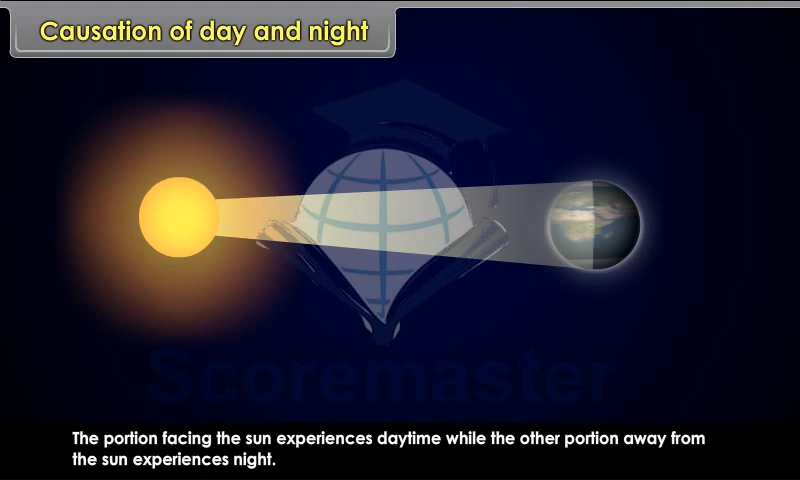 Causation of day and night
Scoremaster
The portion facing the sun experiences daytime while the other portion away from
the sun experiences night.